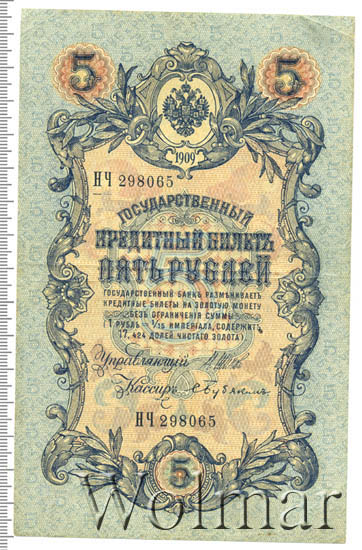 5 5
1909
НЧ 298065
ГОСУДАРСТВЕННЫЙ
КРЕДИТНЫЙ БИЛЕТЪ
ПЯТЬ РУБЛЕЙ
ГОСУДАРСТВЕННЫЙ БАНКЪ РАЗМѢНИВАЕТЪ
КРЕДИТНЫЕ БИЛЕТЫ НА ЗОЛОТУЮ МОНЕТУ
БЕЗЪ ОГРАНИЧЕНІЯ СУММЫ
(1 РУБЛЬ = 1/15 ИМПЕРІАЛА, СОДЕРЖИТЪ
17,424 ДОЛЕЙ ЧИСТАГО ЗОЛОТА)
Управляющій
Кассиръ
НЧ 298065
5
Wolmar